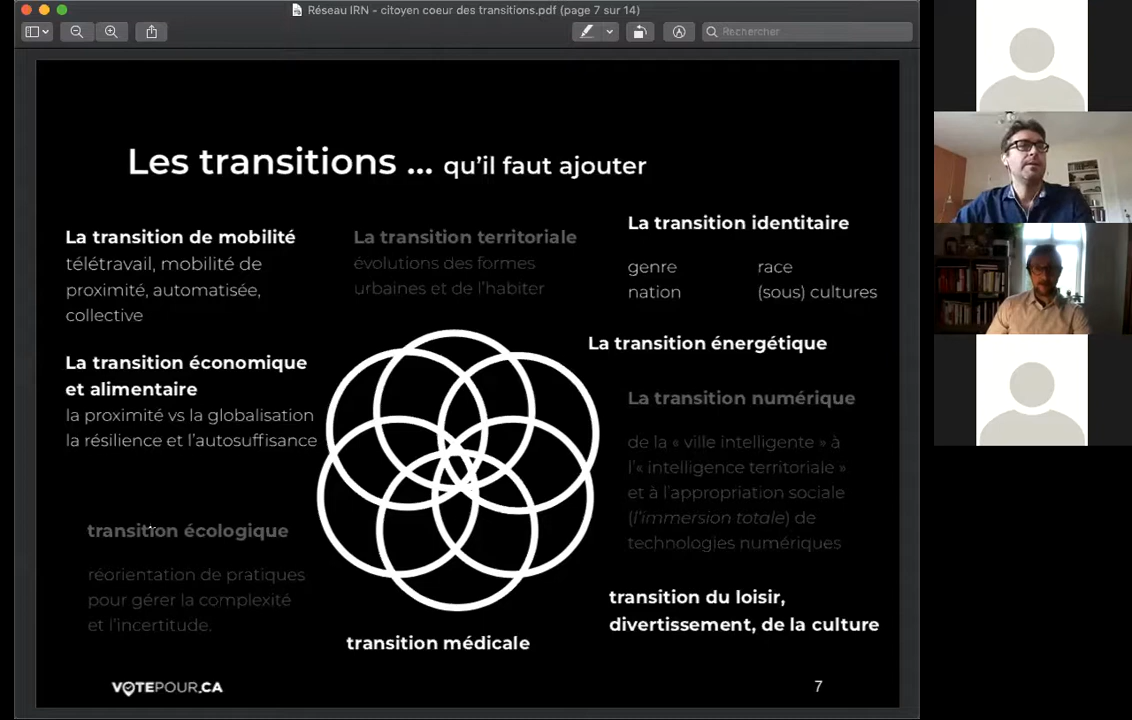 Réseau IRN - citoyen coeur des transitions.pdf (page 7 sur 14)
Rechercher
Les transitions ... qu'il faut ajouter
La transition de mobilité
télétravail, mobilité de
proximité, automatisée,
collective
La transition territoriale
évolutions des formes
urbaines et de l'habiter
La transition identitaire
genre race
nation (sous) cultures
La transition économique
et alimentaire
la proximité vs la globalisation
la résilience et l'autosuffisance
La transition énergétique
La transition numérique
de la « ville intelligente » à
l'« intelligence territoriale »
et à l'appropriation sociale
(l'immersion totale) de
technologies numériques
transition écologique
réorientation de pratiques
pour gérer la complexité
et l'incertitude.
transition du loisir,
divertissement, de la culture
transition médicale
VOTEPOUR.CA
7